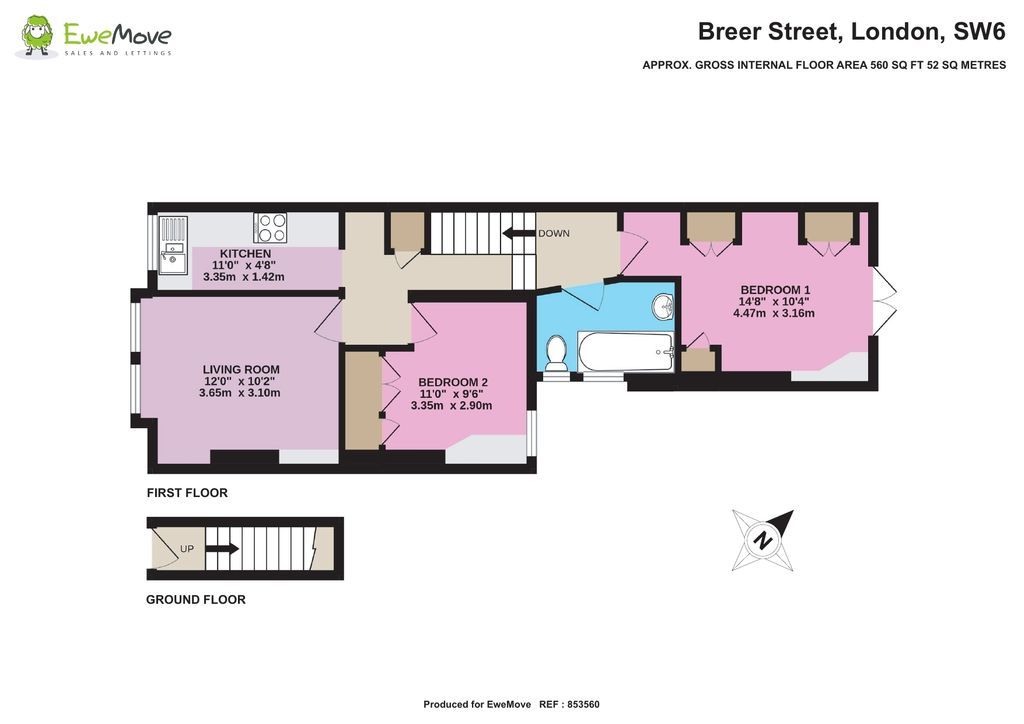 EweMove
SALES AND LETTINGS
Breer Street, London, SW6
APPROX. GROSS INTERNAL FLOOR AREA 560 SQ FT 52 SQ METRES
KITCHEN
11'0" x 4'8"
3.35m x 1.42m
DOWN
BEDROOM 1
14'8" x 10'4"
4.47m x 3.16m
LIVING ROOM
12'0" x 10'2"
3.65m x 3.10m
BEDROOM 2
11'0" x 9'6"
3.35m x 2.90m
FIRST FLOOR
UP
GROUND FLOOR
N
Produced for EweMove REF : 853560